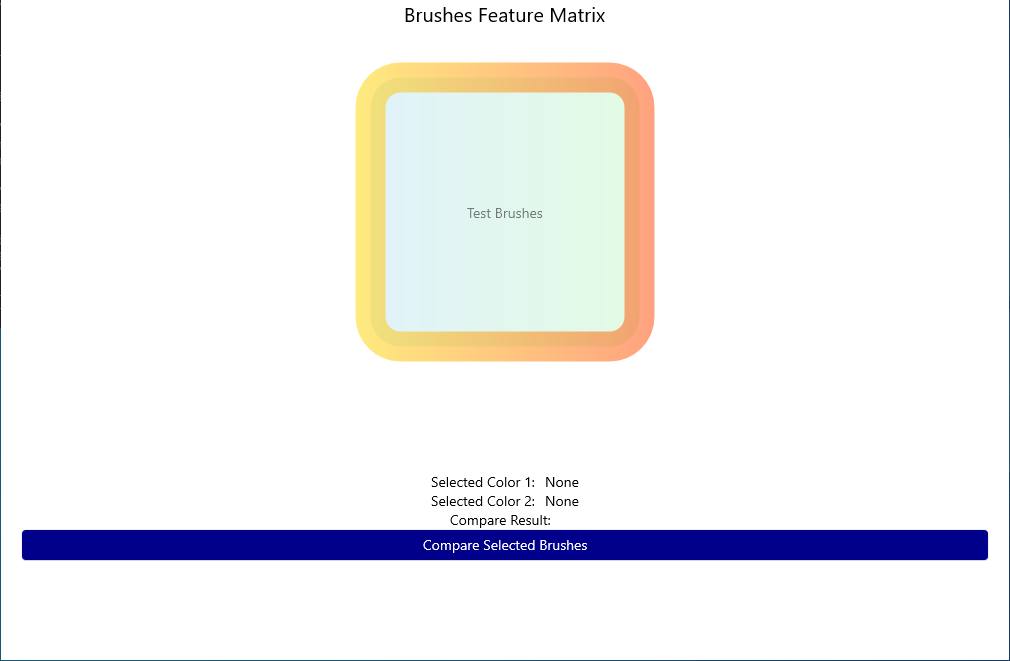 Brushes Feature Matrix
Test Brushes
Selected Color 1: None
Selected Color 2: None
Compare Result:
Compare Selected Brushes